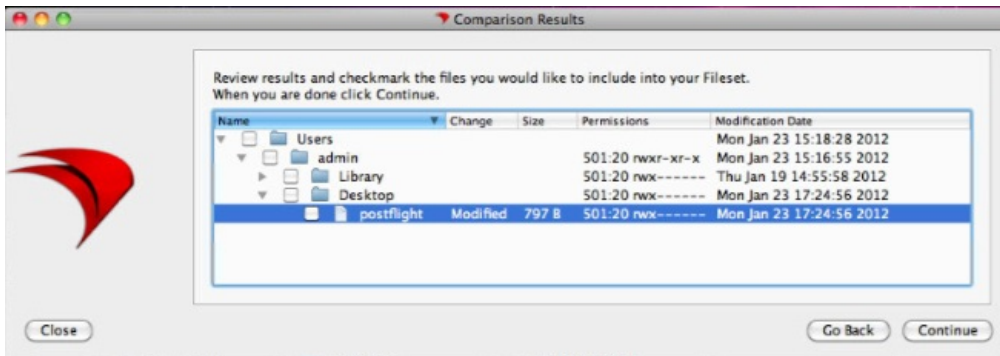 Comparison Results
Review results and checkmark the files you would like to include into your Fileset.
When you are done click Continue.
Name Change Size Permissions Modification Date
Users Mon Jan 23 15:18:28 2012
admin 501:20 rwxr-xr-x Mon Jan 23 15:16:55 2012
Library 501:20 rwx------ Thu Jan 19 14:55:58 2012
Desktop 501:20 rwx------ Mon Jan 23 17:24:56 2012
postflight Modified 797 B 501:20 rwx------ Mon Jan 23 17:24:56 2012
Close Go Back Continue